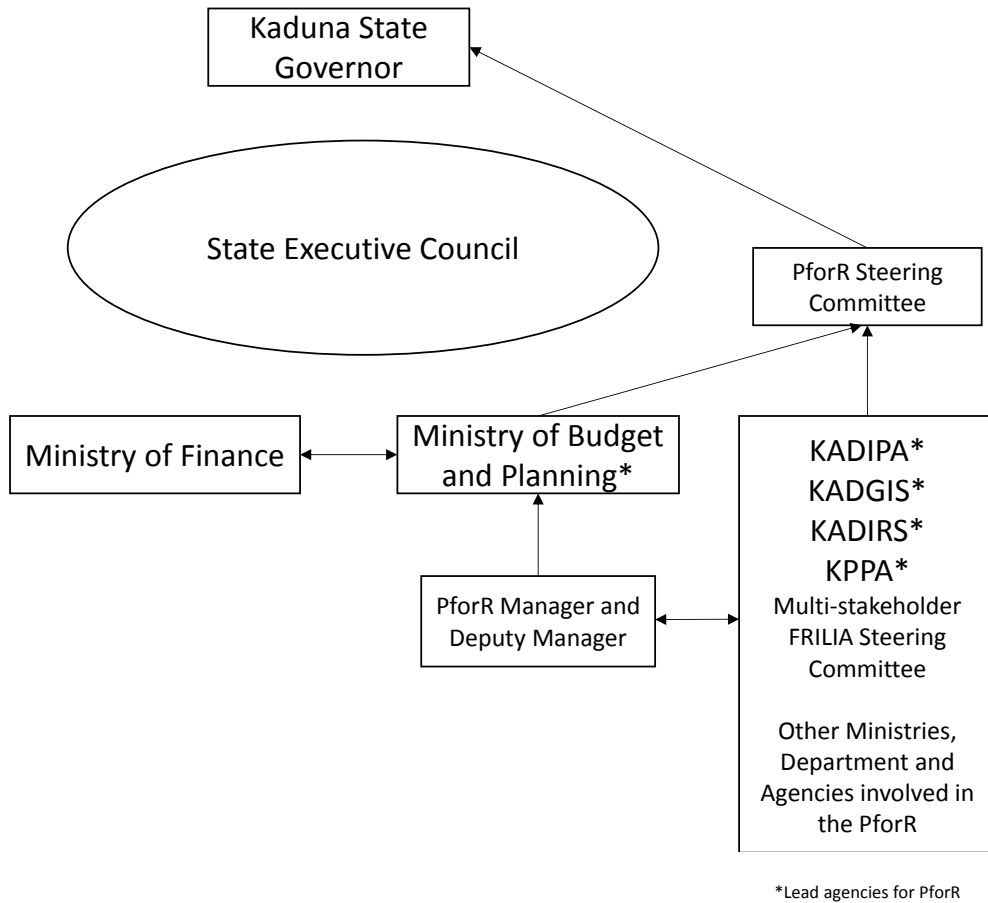 Kaduna State
Governor
State Executive Council
PforR Steering
Committee
Ministry of Finance
Ministry of Budget
and Planning*
KADIPA*
KADGIS*
KADIRS*
KPPA*
Multi-stakeholder
FRILIA Steering
Committee
Other Ministries,
Department and
Agencies involved in
the PforR
PforR Manager and
Deputy Manager
*Lead agencies for PforR